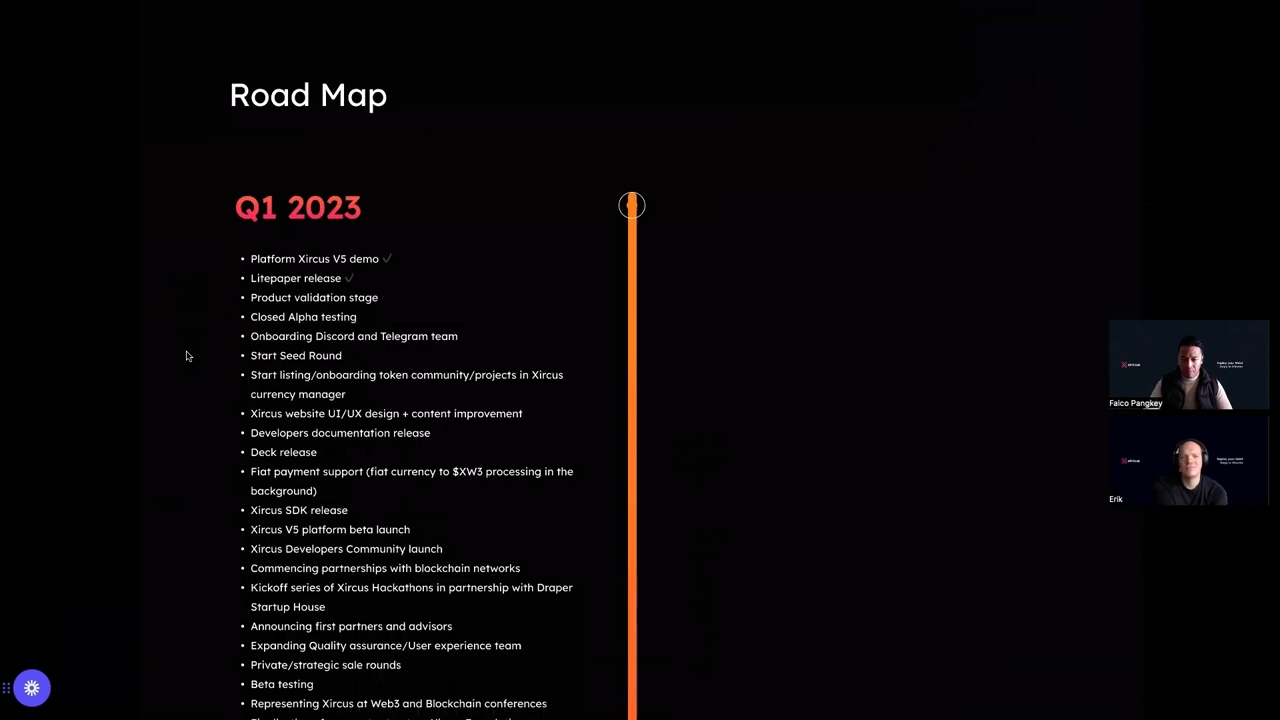 Road Map
Q1 2023
• Platform Xircus V5 demo ✓
• Litepaper release ✓
• Product validation stage
• Closed Alpha testing
• Onboarding Discord and Telegram team
• Start Seed Round
• Start listing/onboarding token community/projects in Xircus
currency manager
• Xircus website UI/UX design + content improvement
• Developers documentation release
• Deck release
• Fiat payment support (fiat currency to $XW3 processing in the
background)
• Xircus SDK release
• Xircus V5 platform beta launch
• Xircus Developers Community launch
• Commencing partnerships with blockchain networks
• Kickoff series of Xircus Hackathons in partnership with Draper
Startup House
• Announcing first partners and advisors
• Expanding Quality assurance/User experience team
• Private/strategic sale rounds
• Beta testing
• Representing Xircus at Web3 and Blockchain conferences
xircus
Falco Pangkey
xircus
Erik